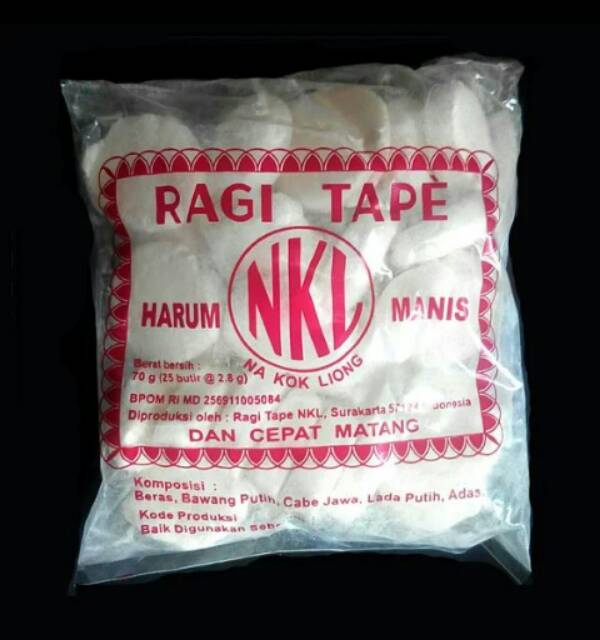 RAGI TAPÈ
NKL
HARUM MANIS
NA KOK LIONG
Berat bersih :
70 g (25 butir @ 2.8 g)
BPOM RI MD 256911005084
Diproduksi oleh : Ragi Tape NKL, Surakarta
DAN CEPAT MATANG
Komposisi :
Beras, Bawang Putih, Cabe Jawa, Lada Putih, Adas
Kode Produksi
Baik Digunakan